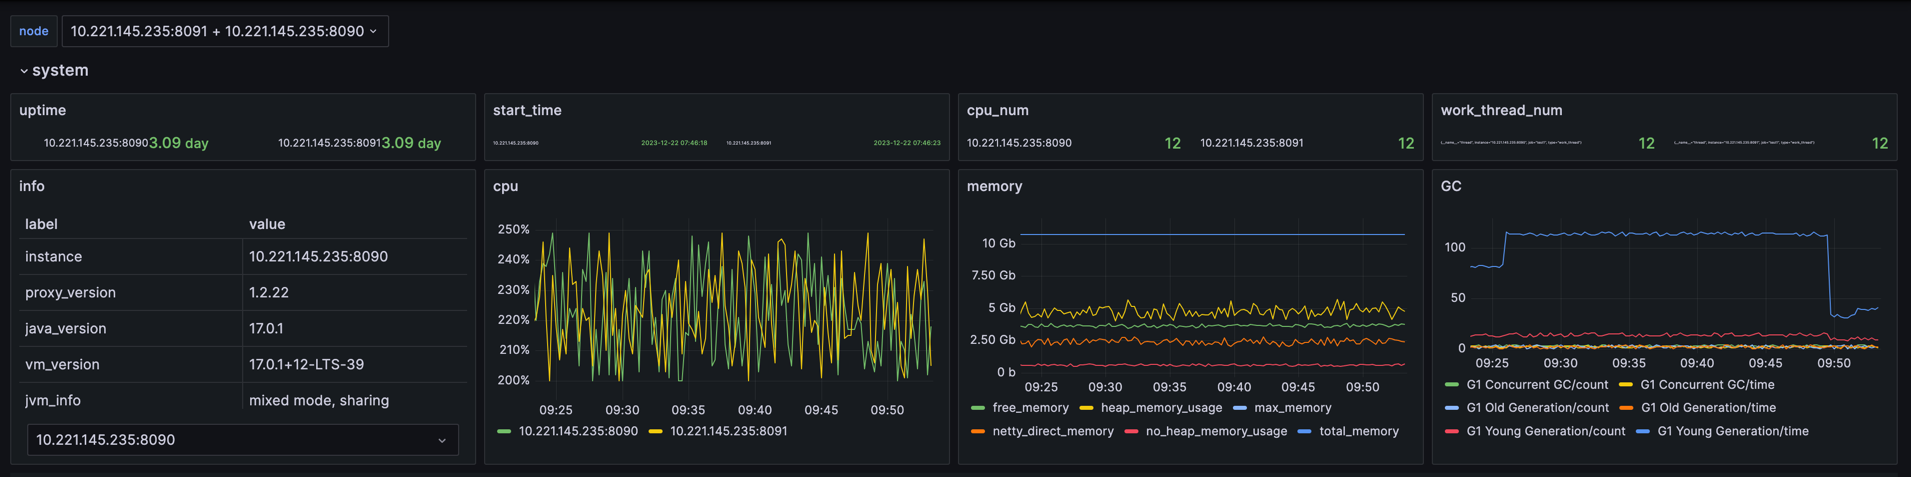 node 10.221.145.235:8091 + 10.221.145.235:8090
system
uptime
10.221.145.235:8090 3.09 day 10.221.145.235:8091 3.09 day
start_time
10.221.145.235:8090 2023-12-22 07:46:18 10.221.145.235:8091 2023-12-22 07:46:23
cpu_num
10.221.145.235:8090 12 10.221.145.235:8091 12
work_thread_num
12 12
info
label value
instance 10.221.145.235:8090
proxy_version 1.2.22
java_version 17.0.1
vm_version 17.0.1+12-LTS-39
jvm_info mixed mode, sharing
10.221.145.235:8090
cpu
250%
240%
230%
220%
210%
200%
09:25 09:30 09:35 09:40 09:45 09:50
10.221.145.235:8090 10.221.145.235:8091
memory
10 Gb
7.50 Gb
5 Gb
2.50 Gb
0 b
09:25 09:30 09:35 09:40 09:45 09:50
free_memory heap_memory_usage max_memory
netty_direct_memory no_heap_memory_usage total_memory
GC
100
50
0
09:25 09:30 09:35 09:40 09:45 09:50
G1 Concurrent GC/count G1 Concurrent GC/time
G1 Old Generation/count G1 Old Generation/time
G1 Young Generation/count G1 Young Generation/time